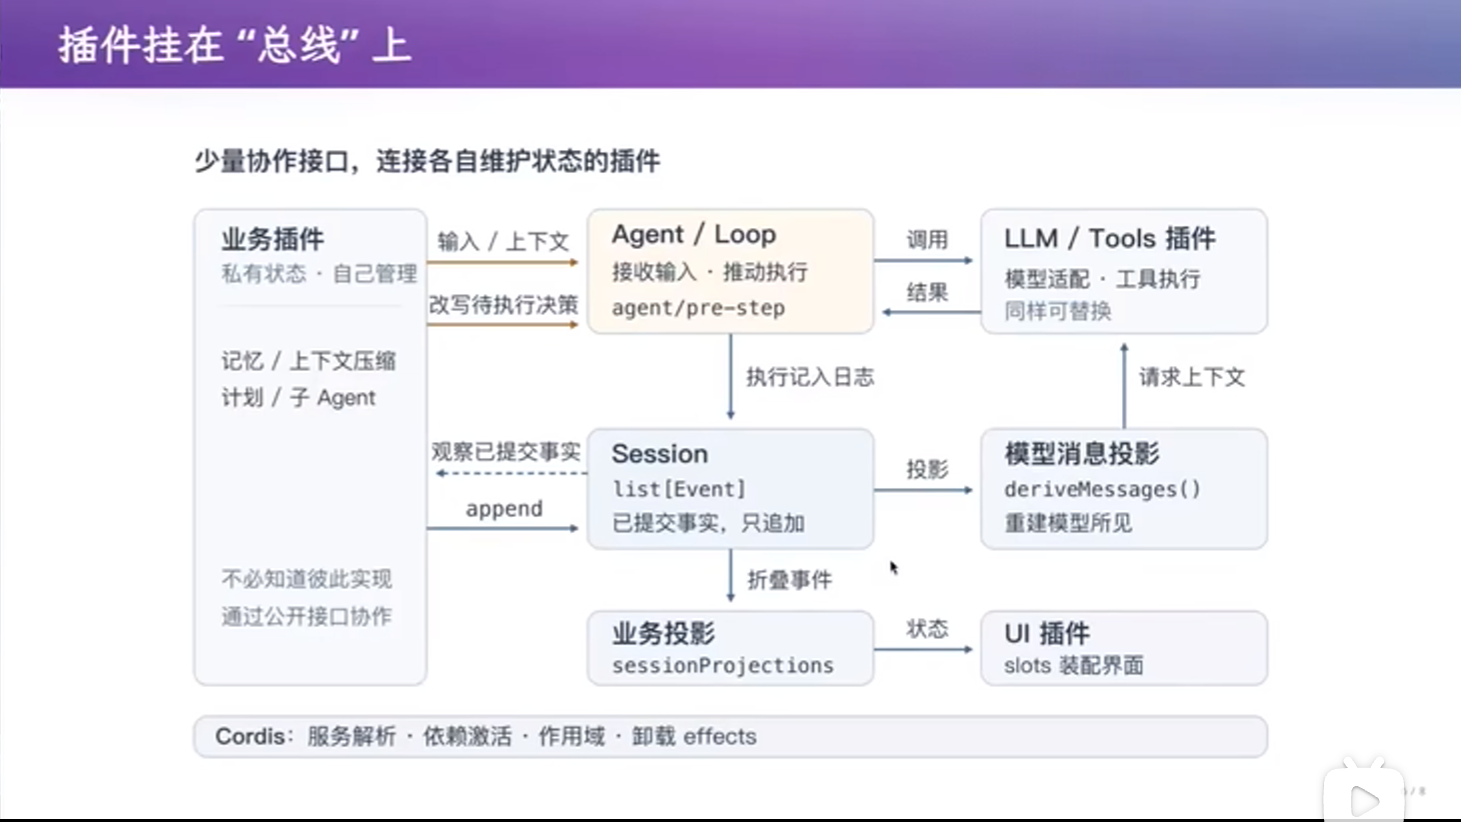 插件挂在“总线”上
少量协作接口，连接各自维护状态的插件
业务插件
私有状态 · 自己管理
记忆 / 上下文压缩
计划 / 子 Agent
不必知道彼此实现
通过公开接口协作
输入 / 上下文
改写待执行决策
Agent / Loop
接收输入 · 推动执行
agent/pre-step
调用
结果
LLM / Tools 插件
模型适配 · 工具执行
同样可替换
执行记入日志
请求上下文
观察已提交事实
append
Session
list[Event]
已提交事实，只追加
投影
模型消息投影
deriveMessages()
重建模型所见
折叠事件
业务投影
sessionProjections
状态
UI 插件
slots 装配界面
Cordis：服务解析 · 依赖激活 · 作用域 · 卸载 effects
/ 8